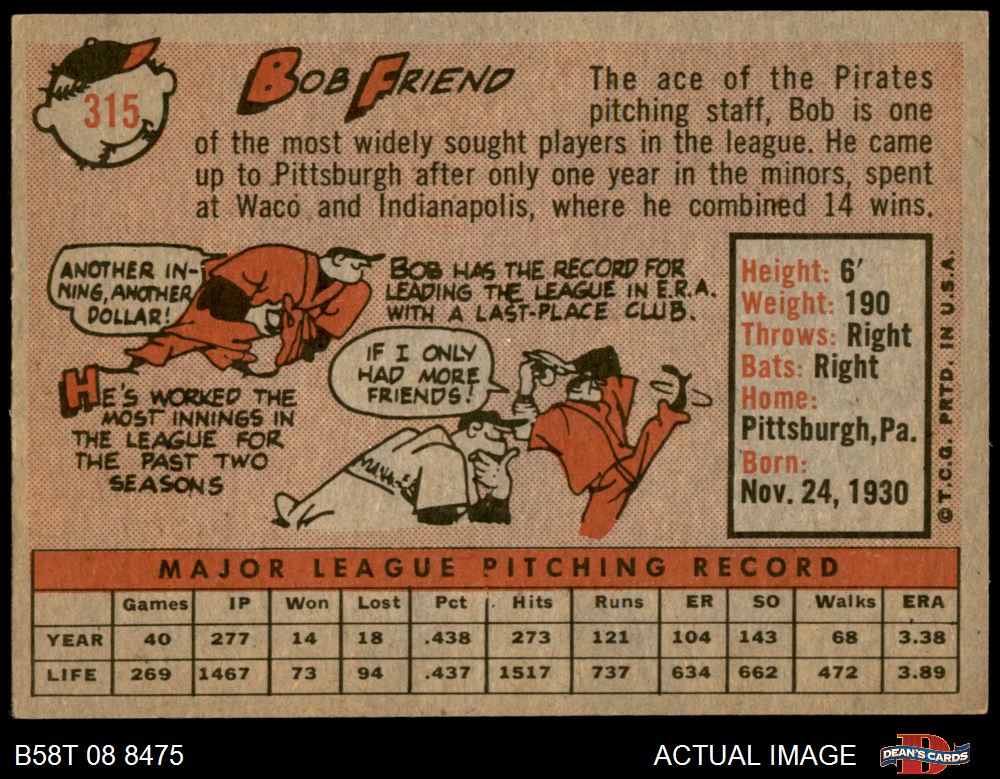 315
BOB FRIEND
The ace of the Pirates
pitching staff, Bob is one
of the most widely sought players in the league. He came
up to Pittsburgh after only one year in the minors, spent
at Waco and Indianapolis, where he combined 14 wins.
ANOTHER IN-
NING, ANOTHER
DOLLAR!
HE'S WORKED THE
MOST INNINGS IN
THE LEAGUE FOR
THE PAST TWO
SEASONS
BOB HAS THE RECORD FOR
LEADING THE LEAGUE IN E.R.A.
WITH A LAST-PLACE CLUB.
IF I ONLY
HAD MORE
FRIENDS!
MANAGER
Height: 6'
Weight: 190
Throws: Right
Bats: Right
Home:
Pittsburgh, Pa.
Born:
Nov. 24, 1930
© T.C.G. PRTD. IN U.S.A.
MAJOR LEAGUE PITCHING RECORD
Games IP Won Lost Pct Hits Runs ER SO Walks ERA
YEAR 40 277 14 18 .438 273 121 104 143 68 3.38
LIFE 269 1467 73 94 .437 1517 737 634 662 472 3.89
B58T 08 8475
ACTUAL IMAGE
DEAN'S CARDS